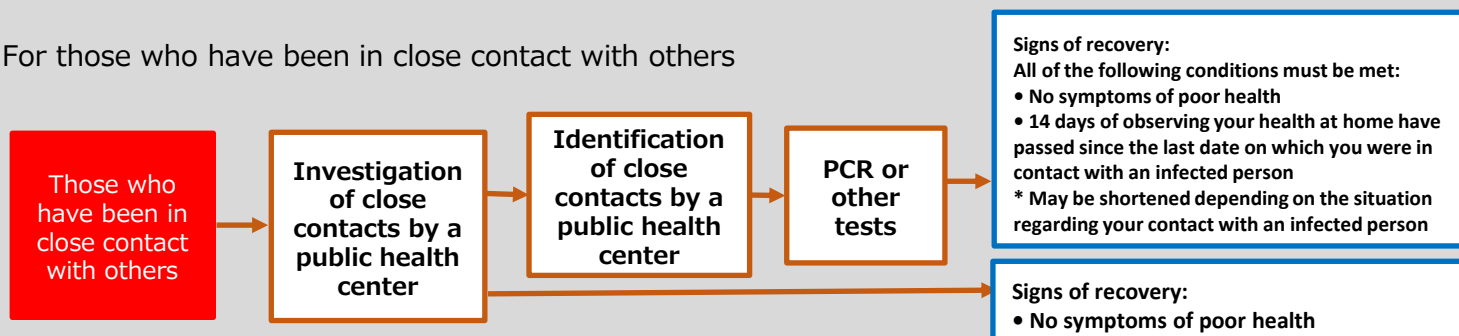 For those who have been in close contact with others
Those who
have been in
close contact
with others
Investigation
of close
contacts by a
public health
center
Identification
of close
contacts by a
public health
center
PCR or
other
tests
Signs of recovery:
All of the following conditions must be met:
• No symptoms of poor health
• 14 days of observing your health at home have
passed since the last date on which you were in
contact with an infected person
* May be shortened depending on the situation
regarding your contact with an infected person
Signs of recovery:
• No symptoms of poor health